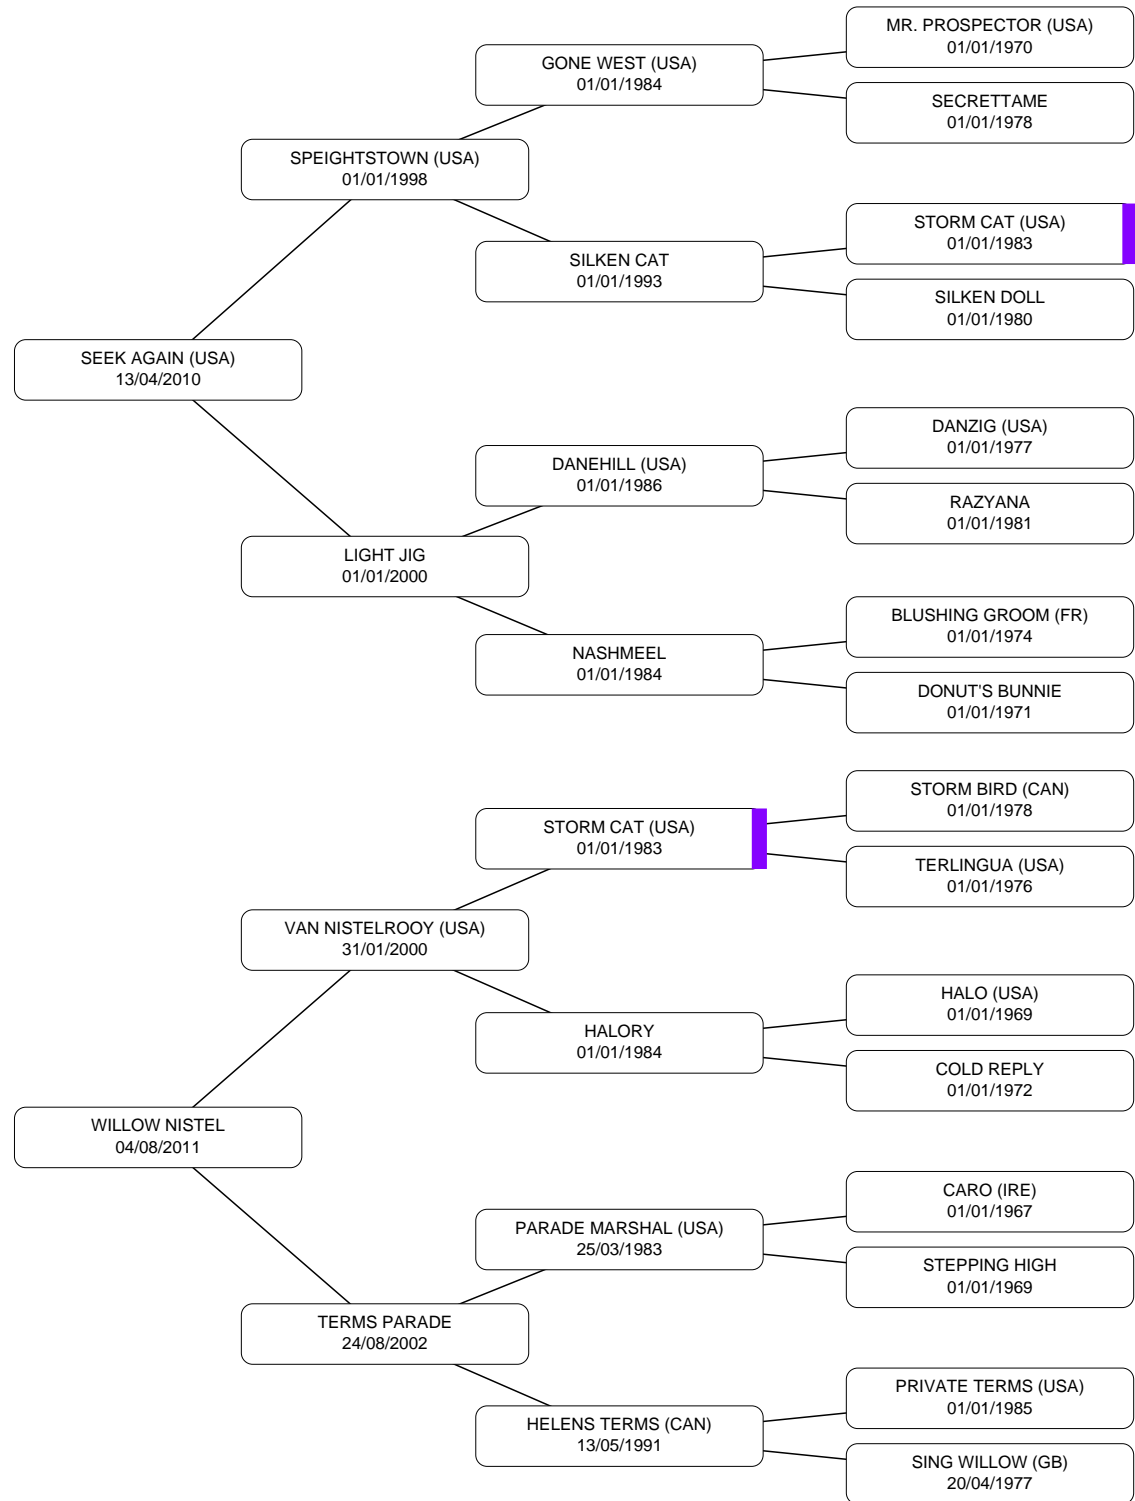 MR. PROSPECTOR (USA)
01/01/1970
GONE WEST (USA)
01/01/1984
SECRETTAME
01/01/1978
SPEIGHTSTOWN (USA)
01/01/1998
STORM CAT (USA)
01/01/1983
SILKEN CAT
01/01/1993
SILKEN DOLL
01/01/1980
SEEK AGAIN (USA)
13/04/2010
DANZIG (USA)
01/01/1977
DANEHILL (USA)
01/01/1986
RAZYANA
01/01/1981
LIGHT JIG
01/01/2000
BLUSHING GROOM (FR)
01/01/1974
NASHMEEL
01/01/1984
DONUT'S BUNNIE
01/01/1971
STORM BIRD (CAN)
01/01/1978
STORM CAT (USA)
01/01/1983
TERLINGUA (USA)
01/01/1976
VAN NISTELROOY (USA)
31/01/2000
HALO (USA)
01/01/1969
HALORY
01/01/1984
COLD REPLY
01/01/1972
WILLOW NISTEL
04/08/2011
CARO (IRE)
01/01/1967
PARADE MARSHAL (USA)
25/03/1983
STEPPING HIGH
01/01/1969
TERMS PARADE
24/08/2002
PRIVATE TERMS (USA)
01/01/1985
HELENS TERMS (CAN)
13/05/1991
SING WILLOW (GB)
20/04/1977